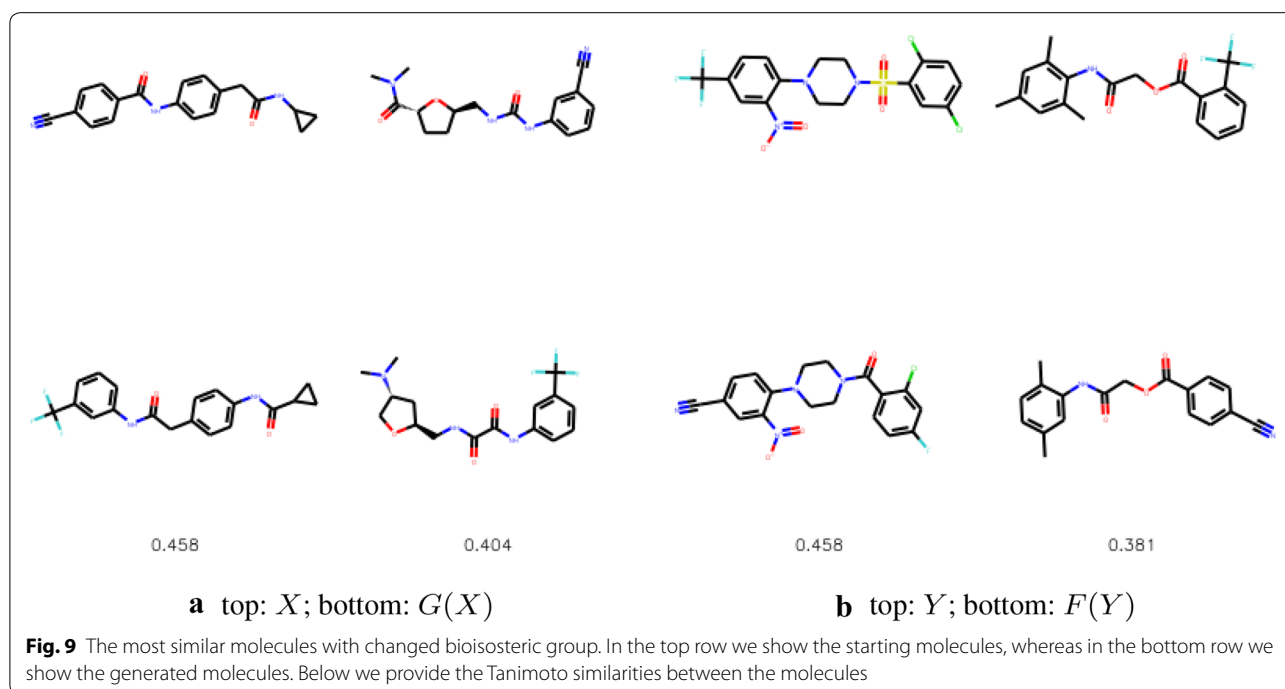 0.458 0.404 0.458 0.381
a top: X; bottom: G(X) b top: Y; bottom: F(Y)
Fig. 9 The most similar molecules with changed bioisosteric group. In the top row we show the starting molecules, whereas in the bottom row we
show the generated molecules. Below we provide the Tanimoto similarities between the molecules